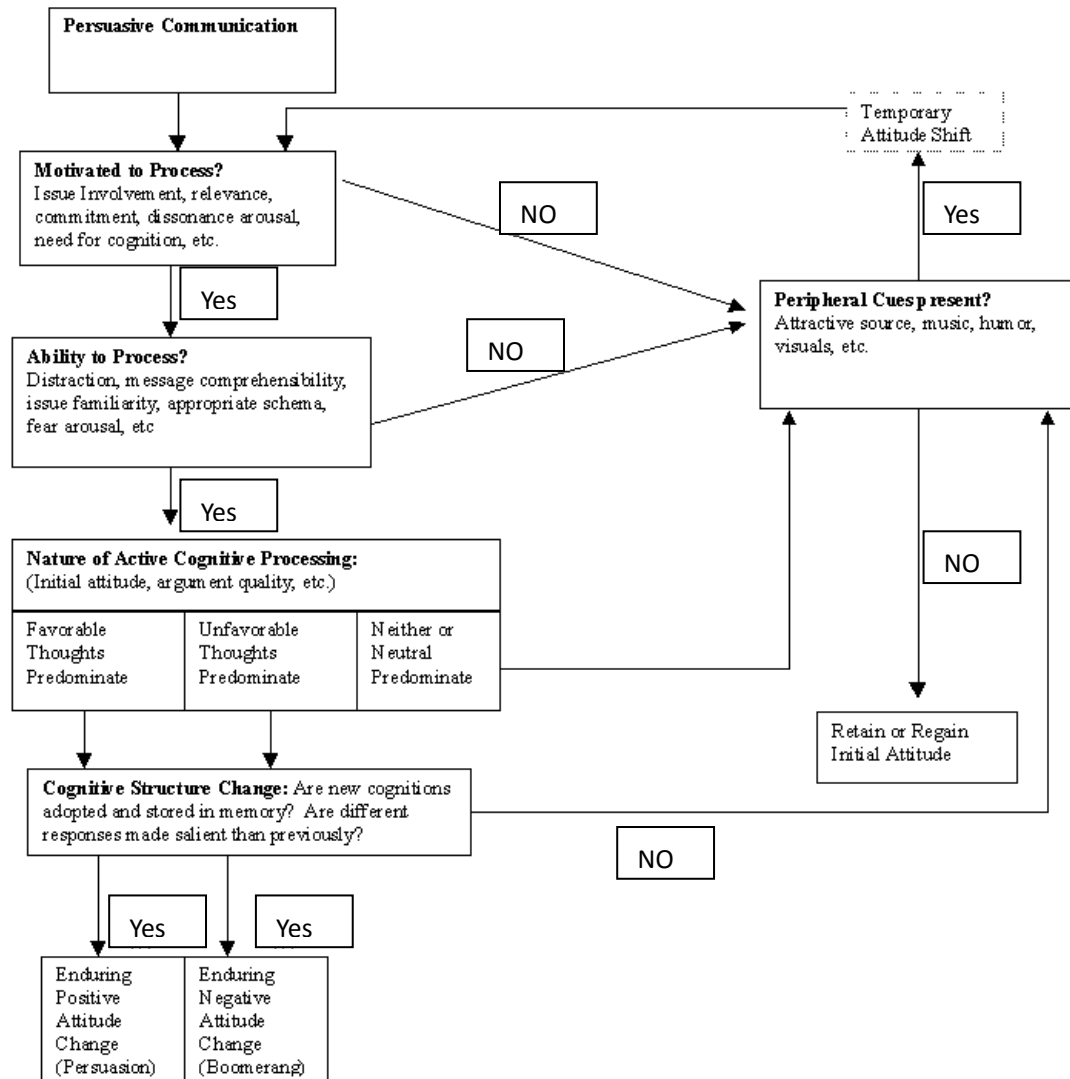 Persuasive Communication
Temporary
Attitude Shift
Motivated to Process?
Issue Involvement, relevance,
commitment, dissonance arousal,
need for cognition, etc.
NO
Yes
Yes
Peripheral Cues present?
Attractive source, music, humor,
visuals, etc.
Ability to Process?
Distraction, message comprehensibility,
issue familiarity, appropriate schema,
fear arousal, etc
NO
Yes
Nature of Active Cognitive Processing:
(Initial attitude, argument quality, etc.)
Favorable
Thoughts
Predominate
Unfavorable
Thoughts
Predominate
Neither or
Neutral
Predominate
NO
Retain or Regain
Initial Attitude
Cognitive Structure Change: Are new cognitions
adopted and stored in memory? Are different
responses made salient than previously?
NO
Yes
Yes
Enduring
Positive
Attitude
Change
(Persuasion)
Enduring
Negative
Attitude
Change
(Boomerang)